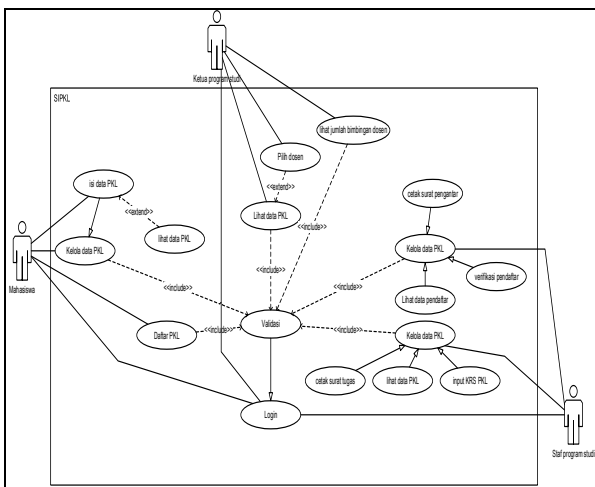 Ketua program studi
SIPKL
lihat jumlah bimbingan dosen
Pilih dosen
isi data PKL
<<extend>>
cetak surat pengantar
<<extend>>
Lihat data PKL
<<include>>
lihat data PKL
Kelola data PKL
Kelola data PKL
Mahasiswa
verifikasi pendaftar
<<include>>
<<include>>
<<include>>
Lihat data pendaftar
Daftar PKL
<<include>>
Validasi
<<include>>
Kelola data PKL
cetak surat tugas
lihat data PKL
input KRS PKL
Login
Staf program studi